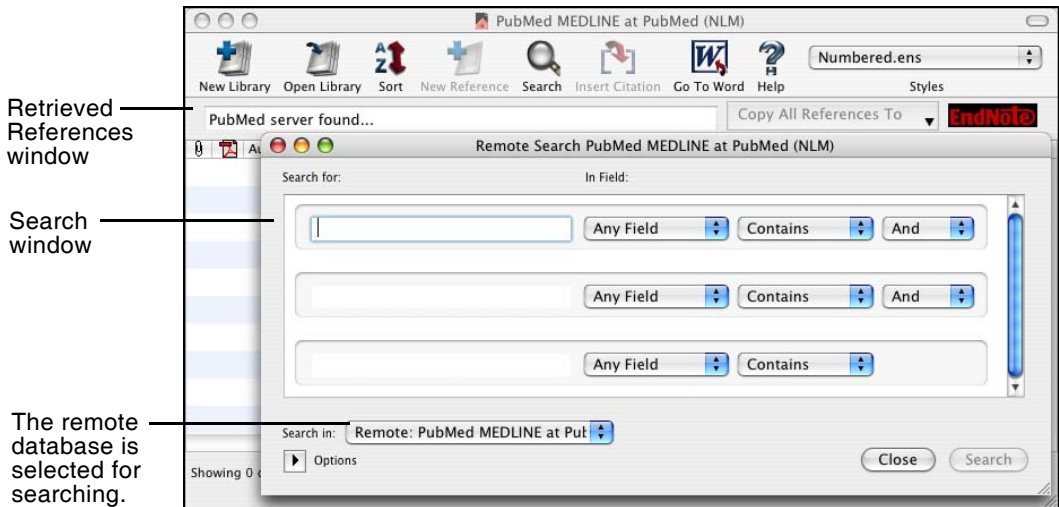 PubMed MEDLINE at PubMed (NLM)
New Library Open Library Sort New Reference Search Insert Citation Go To Word Help Numbered.ens Styles
A
Z
W
Retrieved
References
window
PubMed server found...
Copy All References To
EndNote
Au
Remote Search PubMed MEDLINE at PubMed (NLM)
Search for: In Field:
Search
window
Any Field Contains And
Any Field Contains And
Any Field Contains
The remote
database is
selected for
searching.
Search in: Remote: PubMed MEDLINE at Pub
Options
Showing 0
Close Search